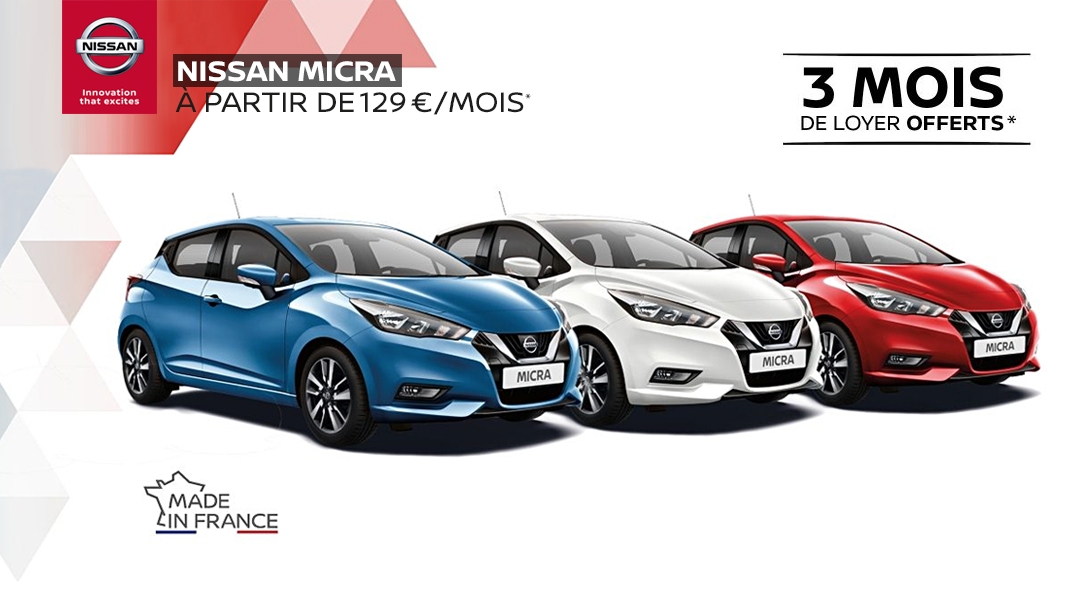 NISSAN
Innovation
that excites
NISSAN MICRA
À PARTIR DE 129 €/MOIS*
3 MOIS
DE LOYER OFFERTS*
MICRA
MICRA
MICRA
MADE
IN FRANCE